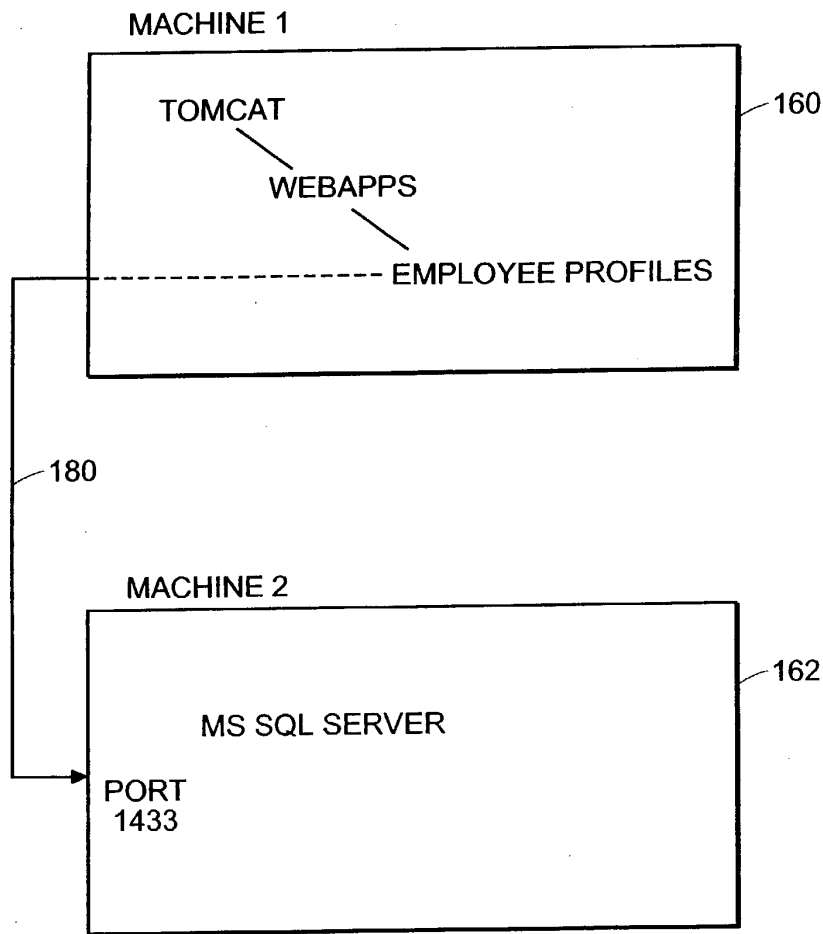 MACHINE 1
160
TOMCAT
WEBAPPS
EMPLOYEE PROFILES
180
MACHINE 2
162
MS SQL SERVER
PORT
1433